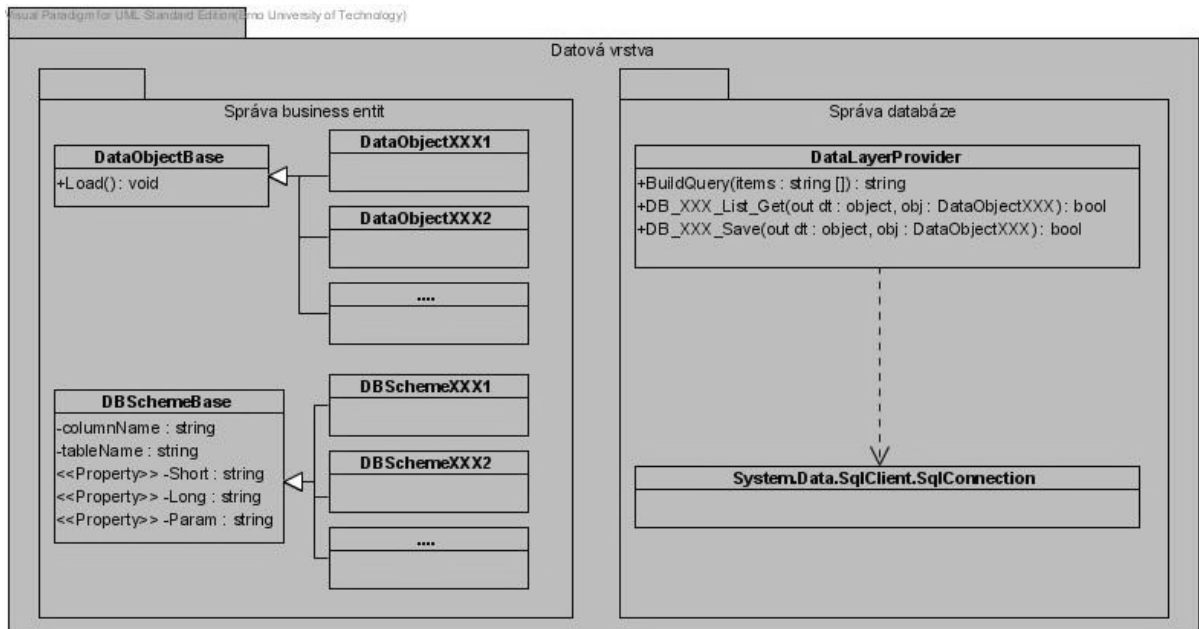 Visual Paradigm for UML Standard Edition(Brno University of Technology)
Datová vrstva
Správa business entit
DataObjectBase
+Load() : void
DataObjectXXX1
DataObjectXXX2
....
DBSchemeBase
-columnName : string
-tableName : string
<<Property>> -Short : string
<<Property>> -Long : string
<<Property>> -Param : string
DBSchemeXXX1
DBSchemeXXX2
....
Správa databáze
DataLayerProvider
+BuildQuery(items : string []) : string
+DB_XXX_List_Get(out dt : object, obj : DataObjectXXX) : bool
+DB_XXX_Save(out dt : object, obj : DataObjectXXX) : bool
System.Data.SqlClient.SqlConnection